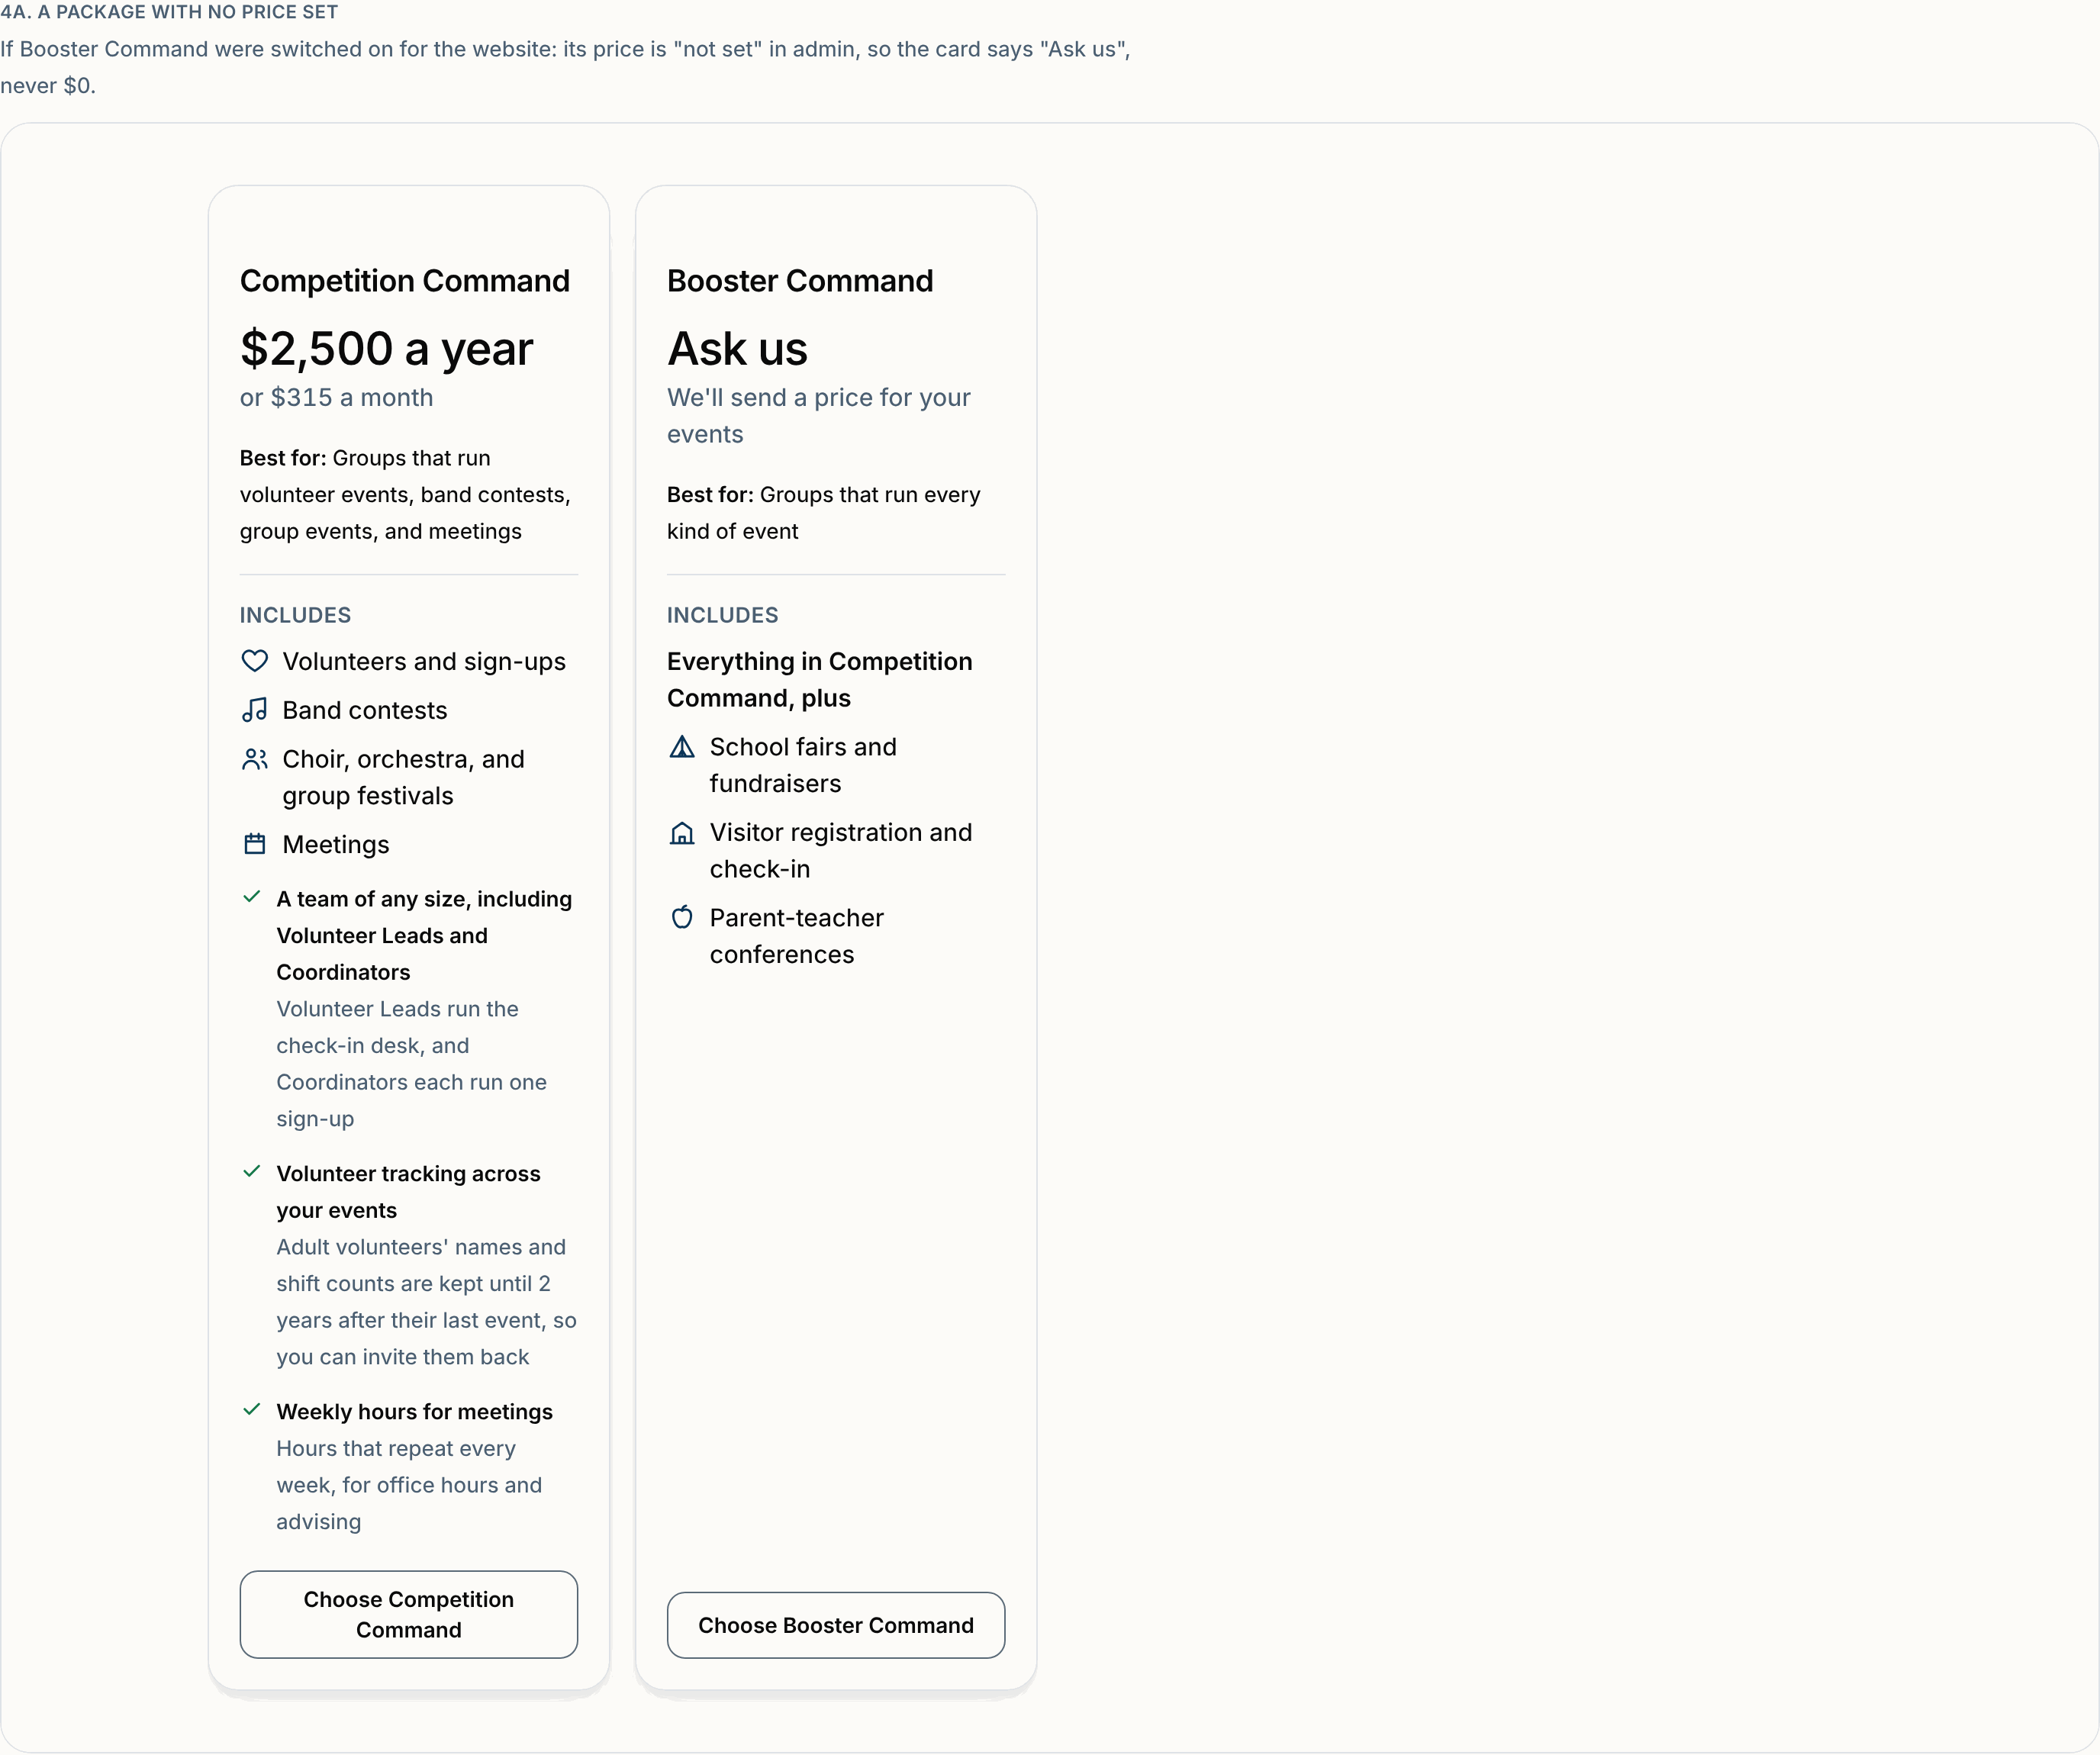 4A. A PACKAGE WITH NO PRICE SET
If Booster Command were switched on for the website: its price is "not set" in admin, so the card says "Ask us",
never $0.
Competition Command
$2,500 a year
or $315 a month
Best for: Groups that run
volunteer events, band contests,
group events, and meetings
INCLUDES
Volunteers and sign-ups
Band contests
Choir, orchestra, and
group festivals
Meetings
A team of any size, including
Volunteer Leads and
Coordinators
Volunteer Leads run the
check-in desk, and
Coordinators each run one
sign-up
Volunteer tracking across
your events
Adult volunteers' names and
shift counts are kept until 2
years after their last event, so
you can invite them back
Weekly hours for meetings
Hours that repeat every
week, for office hours and
advising
Choose Competition
Command
Booster Command
Ask us
We'll send a price for your
events
Best for: Groups that run every
kind of event
INCLUDES
Everything in Competition
Command, plus
School fairs and
fundraisers
Visitor registration and
check-in
Parent-teacher
conferences
Choose Booster Command